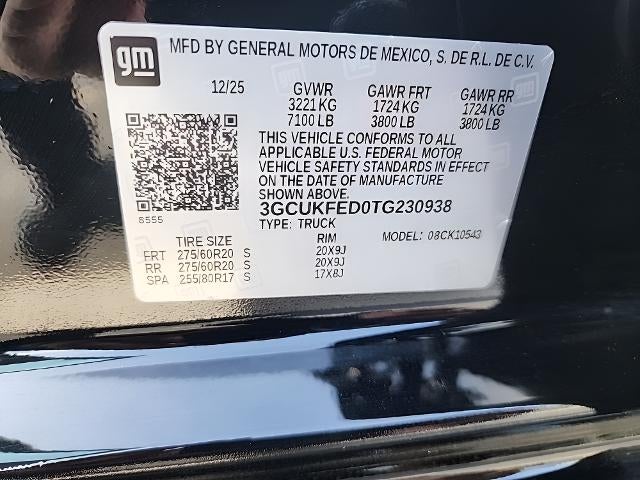 gm
MFD BY GENERAL MOTORS DE MEXICO, S. DE R.L. DE C.V.
12/25 GVWR GAWR FRT GAWR RR
3221 KG 1724 KG 1724 KG
7100 LB 3800 LB 3800 LB
THIS VEHICLE CONFORMS TO ALL
APPLICABLE U.S. FEDERAL MOTOR
VEHICLE SAFETY STANDARDS IN EFFECT
ON THE DATE OF MANUFACTURE
SHOWN ABOVE.
3GCUKFED0TG230938
8555
TYPE: TRUCK MODEL: 08CK10543
TIRE SIZE RIM
FRT 275/60R20 S 20X9J
RR 275/60R20 S 20X9J
SPA 255/80R17 S 17X8J